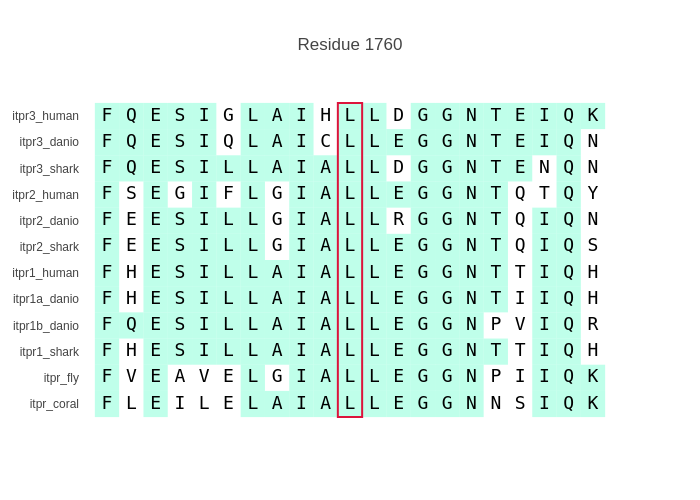 Residue 1760
itpr3_human F Q E S I G L A I H L L D G G N T E I Q K
itpr3_danio F Q E S I Q L A I C L L E G G N T E I Q N
itpr3_shark F Q E S I L L A I A L L D G G N T E N Q N
itpr2_human F S E G I F L G I A L L E G G N T Q T Q Y
itpr2_danio F E E S I L L G I A L L R G G N T Q I Q N
itpr2_shark F E E S I L L G I A L L E G G N T Q I Q S
itpr1_human F H E S I L L A I A L L E G G N T T I Q H
itpr1a_danio F H E S I L L A I A L L E G G N T I I Q H
itpr1b_danio F Q E S I L L A I A L L E G G N P V I Q R
itpr1_shark F H E S I L L A I A L L E G G N T T I Q H
itpr_fly F V E A V E L G I A L L E G G N P I I Q K
itpr_coral F L E I L E L A I A L L E G G N N S I Q K